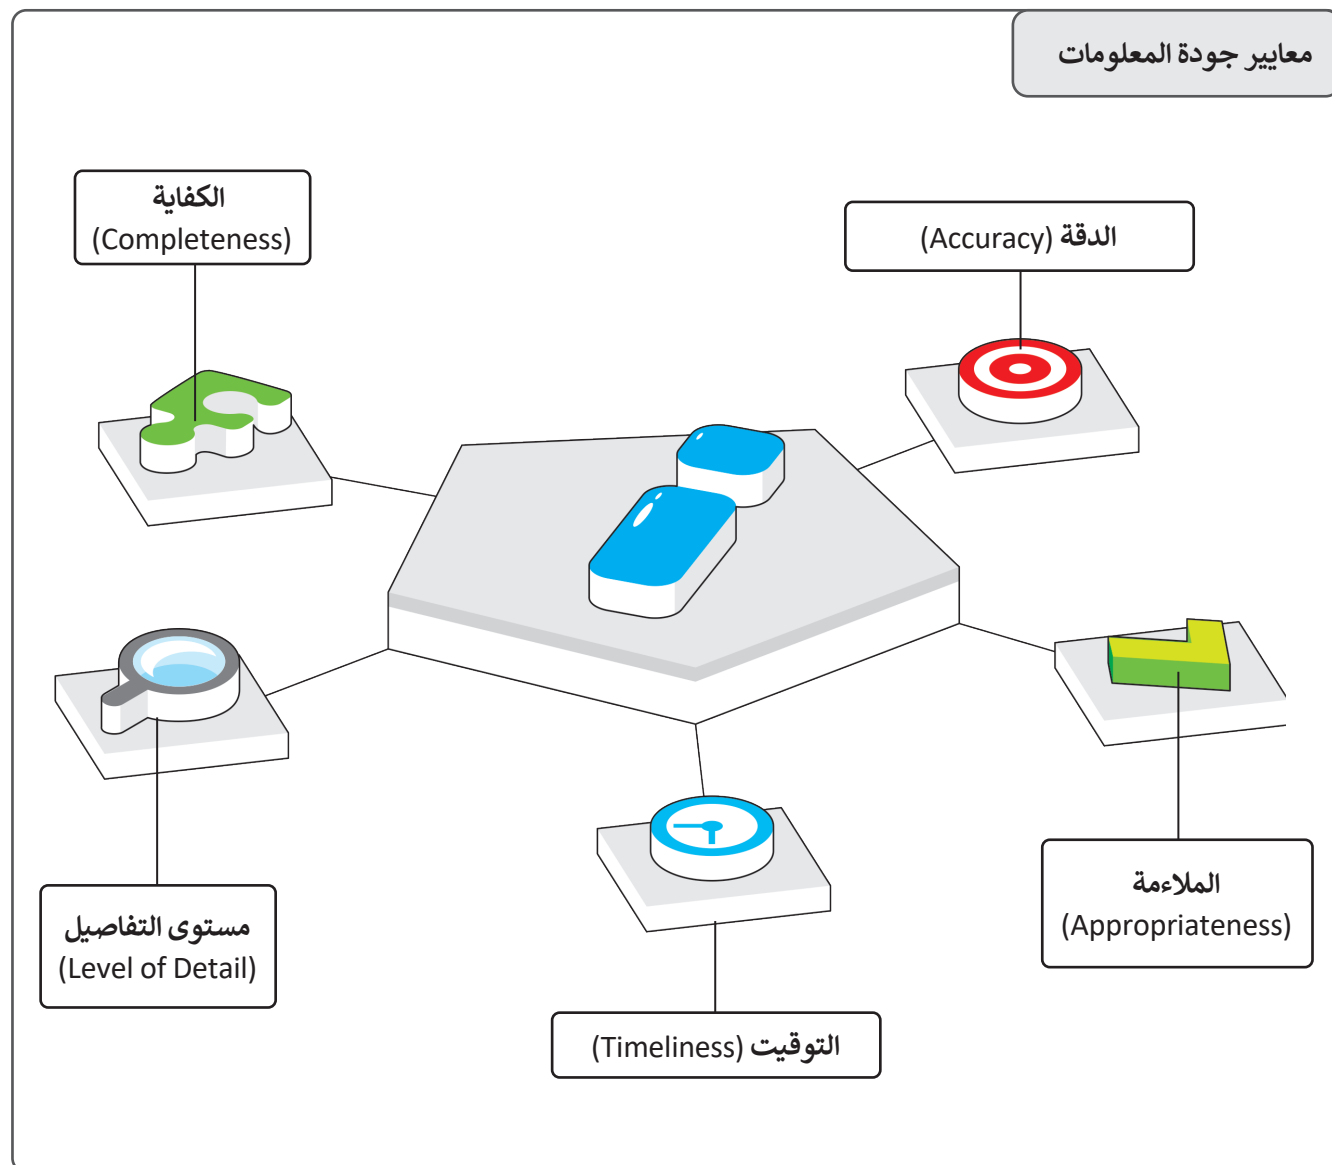 معايير جودة المعلومات
الدقة (Accuracy)
الكفاية
(Completeness)
الملاءمة
(Appropriateness)
مستوى التفاصيل
(Level of Detail)
التوقيت (Timeliness)